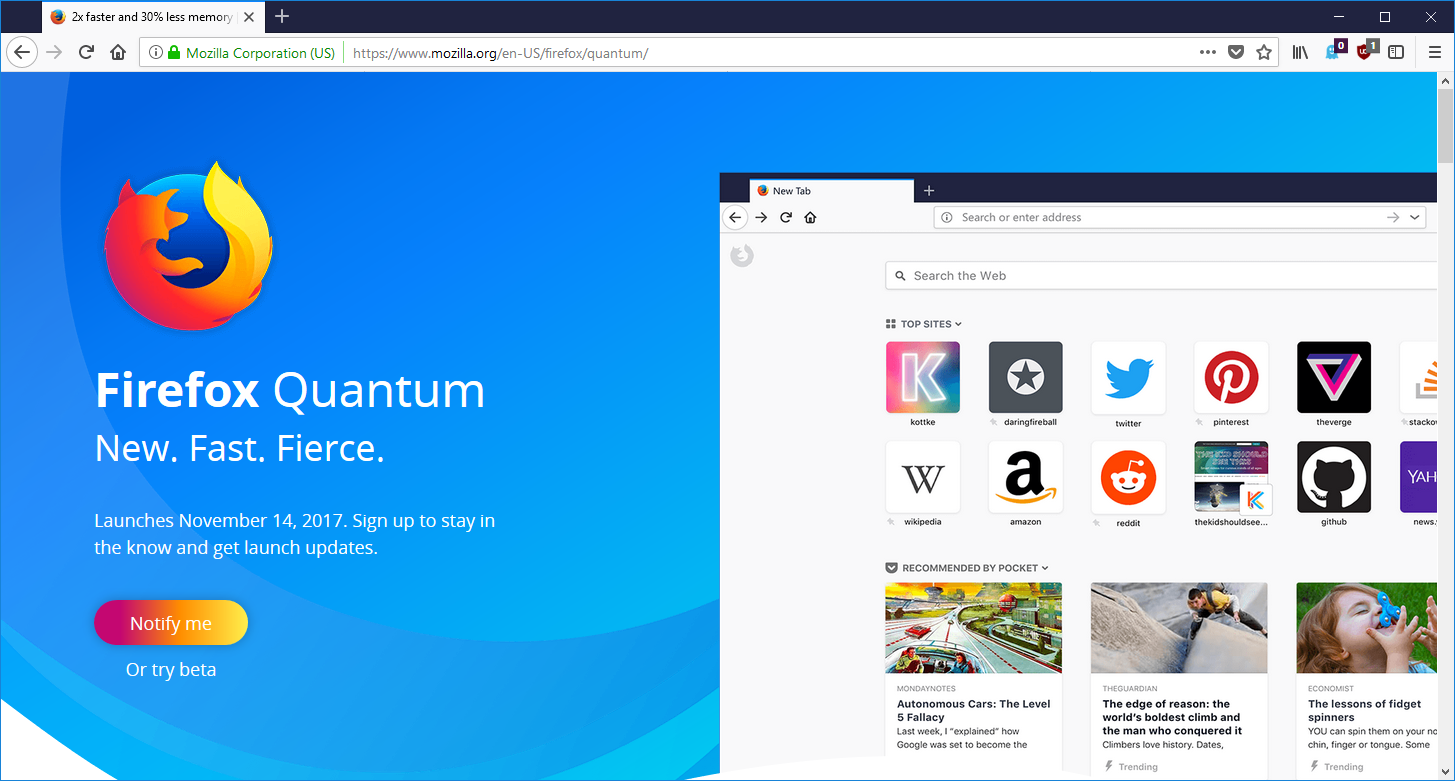 2x faster and 30% less memory
Mozilla Corporation (US)
https://www.mozilla.org/en-US/firefox/quantum/
0
1
New Tab
Search or enter address
Search the Web
Firefox Quantum
New. Fast. Fierce.
Launches November 14, 2017. Sign up to stay in
the know and get launch updates.
Notify me
Or try beta
TOP SITES
K
kottke
daringfireball
twitter
pinterest
theverge
stackov
W
a
YAH
wikipedia
amazon
reddit
thekidshouldsee...
github
news.y
RECOMMENDED BY POCKET
MONDAYNOTES
Autonomous Cars: The Level
5 Fallacy
Last week, I “explained” how
Google was set to become the
THEGUARDIAN
The edge of reason: the
world’s boldest climb and
the man who conquered it
Climbers love history. Dates,
Trending
ECONOMIST
The lessons of fidget
spinners
YOU can spin them on your no
chin, finger or tongue. Some
Trending